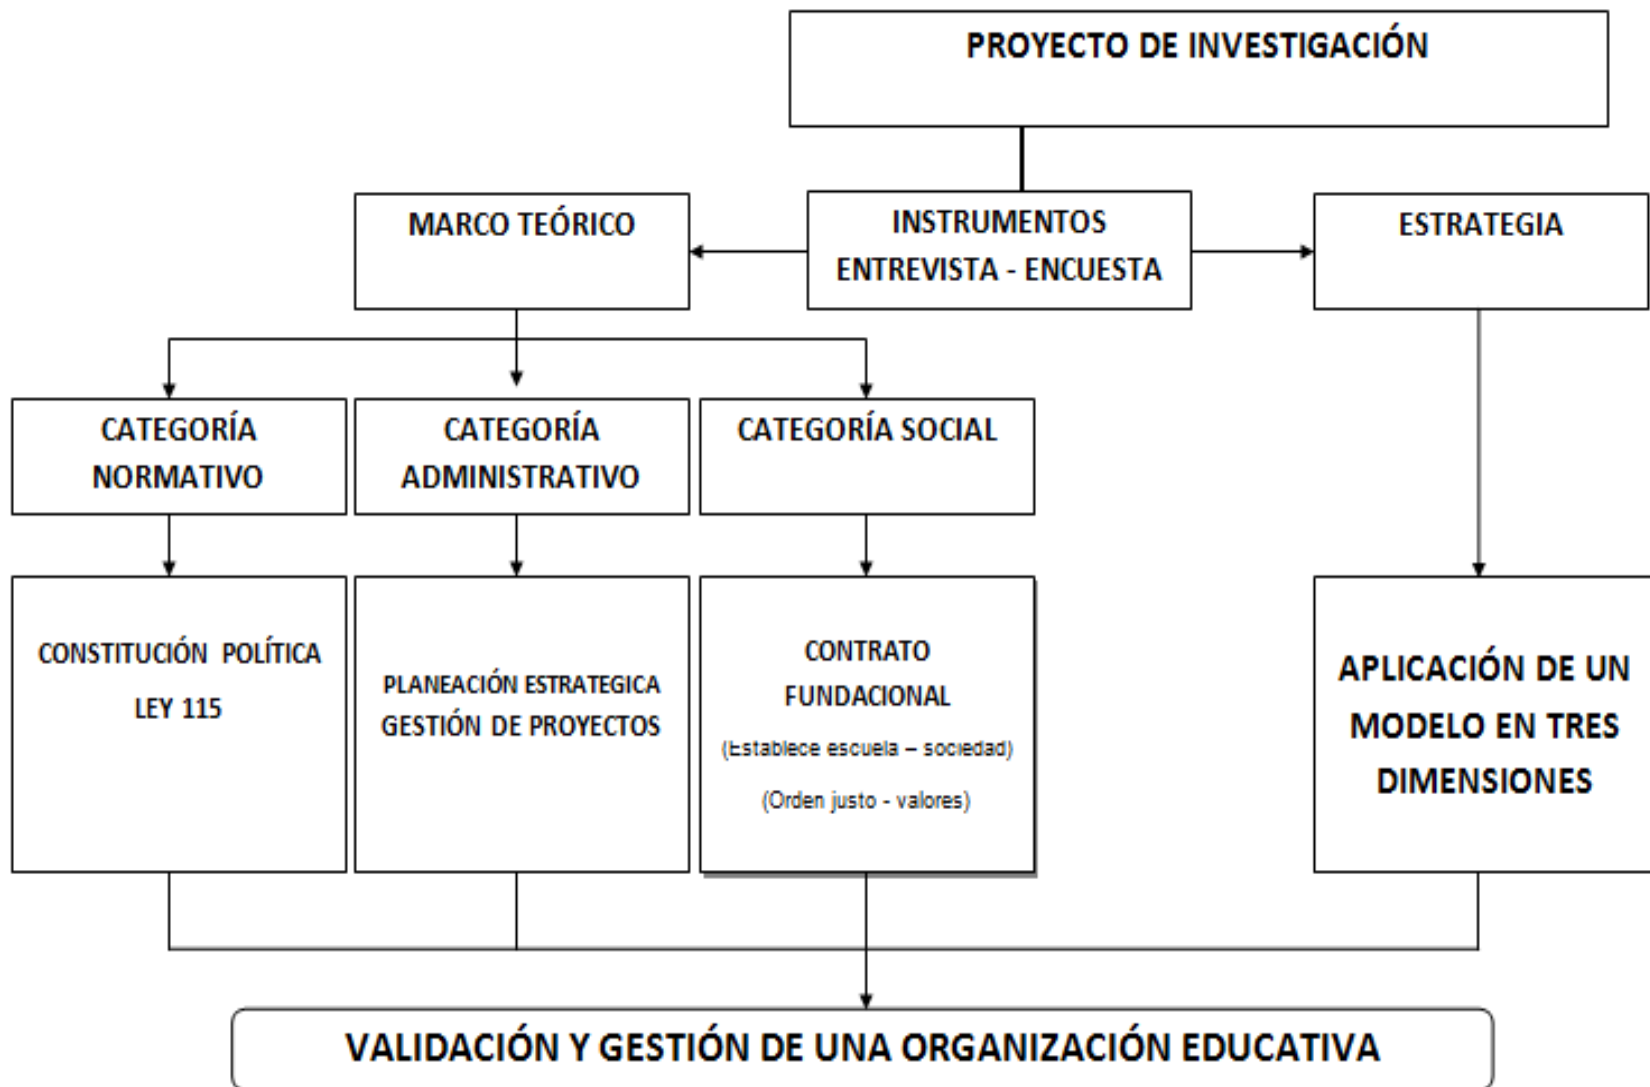 PROYECTO DE INVESTIGACIÓN
MARCO TEÓRICO
INSTRUMENTOS
ENTREVISTA - ENCUESTA
ESTRATEGIA
CATEGORÍA
NORMATIVO
CATEGORÍA
ADMINISTRATIVO
CATEGORÍA SOCIAL
CONSTITUCIÓN POLÍTICA
LEY 115
PLANEACIÓN ESTRATEGICA
GESTIÓN DE PROYECTOS
CONTRATO
FUNDACIONAL
(Establece escuela – sociedad)
(Orden justo - valores)
APLICACIÓN DE UN
MODELO EN TRES
DIMENSIONES
VALIDACIÓN Y GESTIÓN DE UNA ORGANIZACIÓN EDUCATIVA